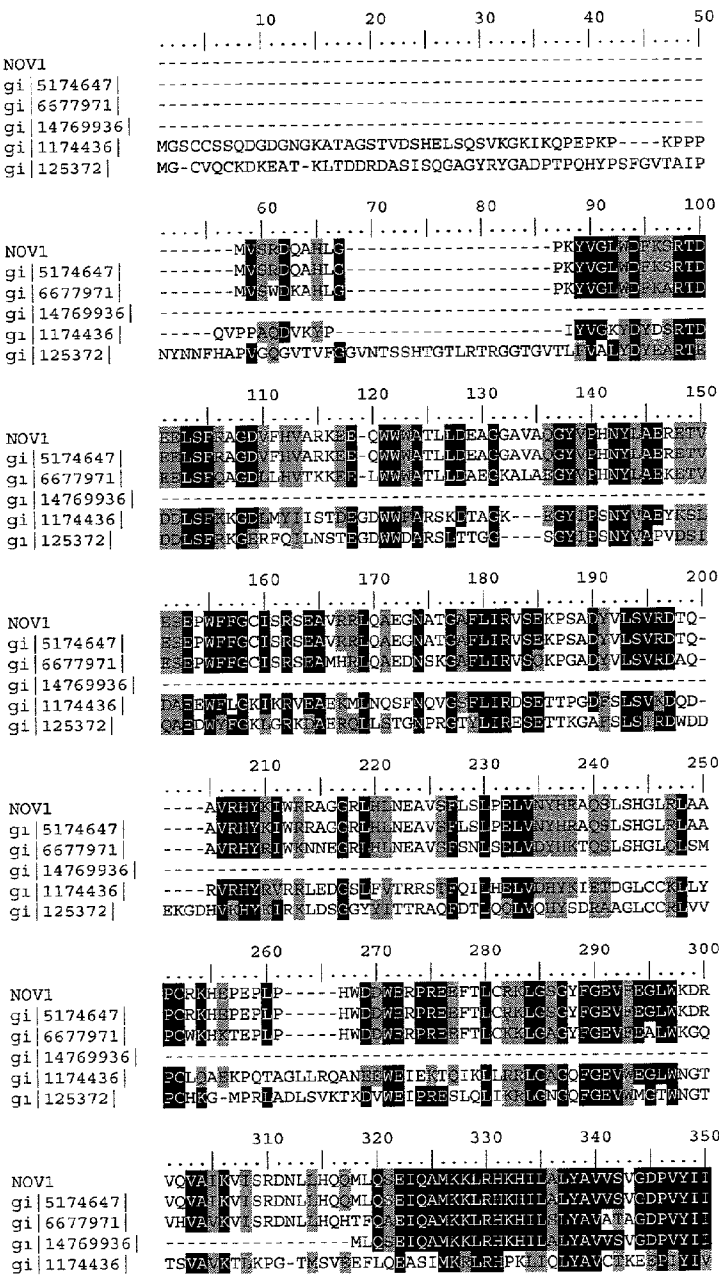 10 20 30 40 50
....|....|....|....|....|....|....|....|....|....|
NOV1 --------------------------------------------------
gi|5174647| --------------------------------------------------
gi|6677971| --------------------------------------------------
gi|14769936| --------------------------------------------------
gi|1174436| MGSCCSSQDGDGNGKATAGSTVDSHELSQSVKGKIKQPEPKP----KPPP
gi|125372| MG-CVQCKDKEAT-KLTDDRDASISQGAGYRYGADPTPQHYPSFGVTAIP
60 70 80 90 100
....|....|....|....|....|....|....|....|....|....|
NOV1 -------MVSRDQAHLG-------------------PKYVGLWDFKSRTD
gi|5174647| -------MVSRDQAHLG-------------------PKYVGLWDFKSRTD
gi|6677971| -------MVSWDKAHLG-------------------PKYVGLWDFKARTD
gi|14769936| --------------------------------------------------
gi|1174436| -----QVPPAQDVKYP---------------------IYVGKYDYDSRTD
gi|125372| NYNNFHAPVGQGVTVFGGVNTSSHTGTLRTRGGTGVTLFVALYDYEARTE
110 120 130 140 150
....|....|....|....|....|....|....|....|....|....|
NOV1 EELSFRAGDVFHVARKEE-QWWWATLLDEAGGAVAQGYVPHNYLAERETV
gi|5174647| EELSFRAGDVFHVARKEE-QWWWATLLDEAGGAVAQGYVPHNYLAERETV
gi|6677971| EELSFQAGDLLHVTKKEE-LWWWATLLDAEGKALAEGYVPHNYLAEKETV
gi|14769936| --------------------------------------------------
gi|1174436| DDLSFKKGDLMYIISTDEGDWWFARSKDTAGK----EGYIPSNYVAEYKSL
gi|125372| DDLSFRKGERFQILNSTEGDWWDARSLTTGG----SGYIPSNYVAPVDSI
160 170 180 190 200
....|....|....|....|....|....|....|....|....|....|
NOV1 ESEPWFFGCISRSEAVRRLQAEGNATGAFLIRVSEKPSADYVLSVRDTQ-
gi|5174647| ESEPWFFGCISRSEAVRRLQAEGNATGAFLIRVSEKPSADYVLSVRDTQ-
gi|6677971| ESEPWFFGCISRSEAMHRLQAEDNSKGAFLIRVSQKPGADYVLSVRDAQ-
gi|14769936| --------------------------------------------------
gi|1174436| DAEEWFLGKIKRVEAEKMLNQSFNQVGSFLIRDSETTPGDFSLSVKDQD-
gi|125372| QAEDWYFGKLGRKDAERQLLSTGNPRGTYLIRESETTKGAFSLSIRDWDD
210 220 230 240 250
....|....|....|....|....|....|....|....|....|....|
NOV1 ----AVRHYKIWRRAGGRLHLNEAVSFLSLPELVNYHRAQSLSHGLRLAA
gi|5174647| ----AVRHYKIWRRAGGRLHLNEAVSFLSLPELVNYHRAQSLSHGLRLAA
gi|6677971| ----AVRHYRIWKNNEGRLHLNEAVSFSNLSELVDYHKTQSLSHGLQLSM
gi|14769936| --------------------------------------------------
gi|1174436| ----RVRHYRVRRLEDGSLFVTRRSTFQILHELVDHYKIETDGLCCKLLY
gi|125372| EKGDHVKHYKIRKLDSGGYYITTRAQFDTLQQLVQHYSDRAAGLCCRLVV
260 270 280 290 300
....|....|....|....|....|....|....|....|....|....|
NOV1 PCRKHEPEPLP-----HWDDWERPREEFTLCRKLGSGYFGEVFEGLWKDR
gi|5174647| PCRKHEPEPLP-----HWDDWERPREEFTLCRKLGSGYFGEVFEGLWKDR
gi|6677971| PCWKHKTEPLP-----HWDDWERPREEFTLCKKLGAGYFGEVFEALWKGQ
gi|14769936| --------------------------------------------------
gi|1174436| PCLQAEKPQTAGLLRQANEEWEIEKTQIKLLRRLGAGQFGEVWEGLWNGT
gi|125372| PCHKG-MPRLADLSVKTKDVWEIPRESLQLIKRLGNGQFGEVWMGTWNGT
310 320 330 340 350
....|....|....|....|....|....|....|....|....|....|
NOV1 VQVAIKVISRDNLLHQQMLQSEIQAMKKLRHKHILALYAVVSVGDPVYII
gi|5174647| VQVAIKVISRDNLLHQQMLQSEIQAMKKLRHKHILALYAVVSVGDPVYII
gi|6677971| VHVAVKVISRDNLLHQHTFQAEIQAMKKLRHKHILSLYAVATAGDPVYII
gi|14769936| -----------------MLQSEIQAMKKLRHKHILALYAVVSVGDPVYII
gi|1174436| TSVAVKTLKPG-TMSVEEFLQEASIMKRLRHPKLIQLYAVCTKEEPIYIV